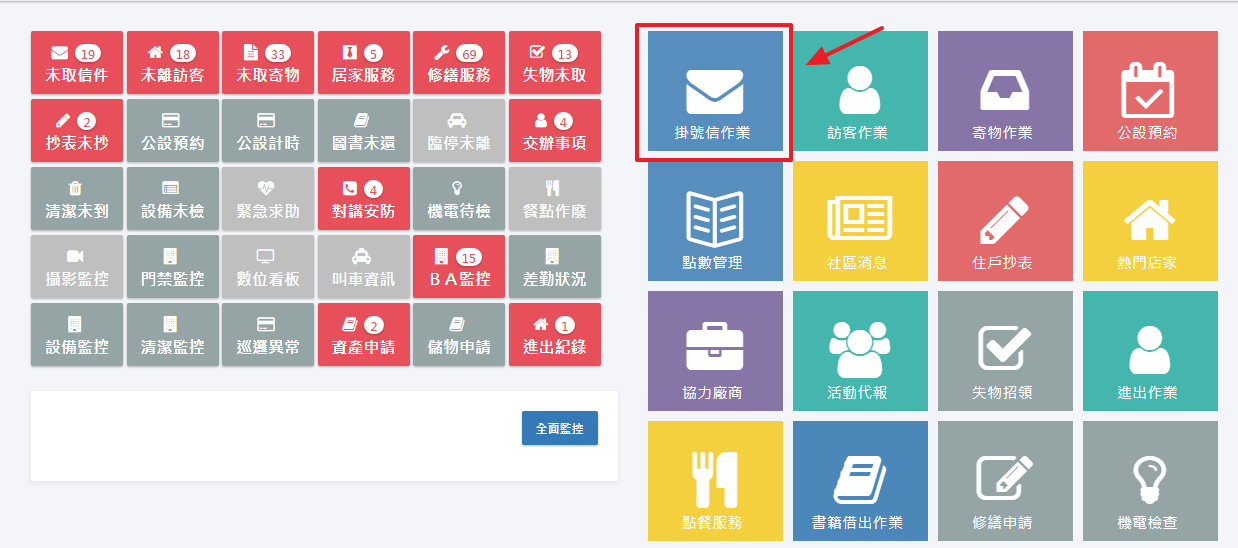 19
未取信件
18
未離訪客
33
未取寄物
5
居家服務
69
修繕服務
13
失物未取
2
抄表未抄
公設預約
公設計時
圖書未還
臨停未離
4
交辦事項
清潔未到
設備未檢
緊急求助
4
對講安防
機電待檢
餐點作廢
攝影監控
門禁監控
數位看板
叫車資訊
15
ＢＡ監控
差勤狀況
設備監控
清潔監控
巡邏異常
2
資產申請
儲物申請
1
進出紀錄
全面監控
掛號信作業
訪客作業
寄物作業
公設預約
點數管理
社區消息
住戶抄表
熱門店家
協力廠商
活動代報
失物招領
進出作業
點餐服務
書籍借出作業
修繕申請
機電檢查